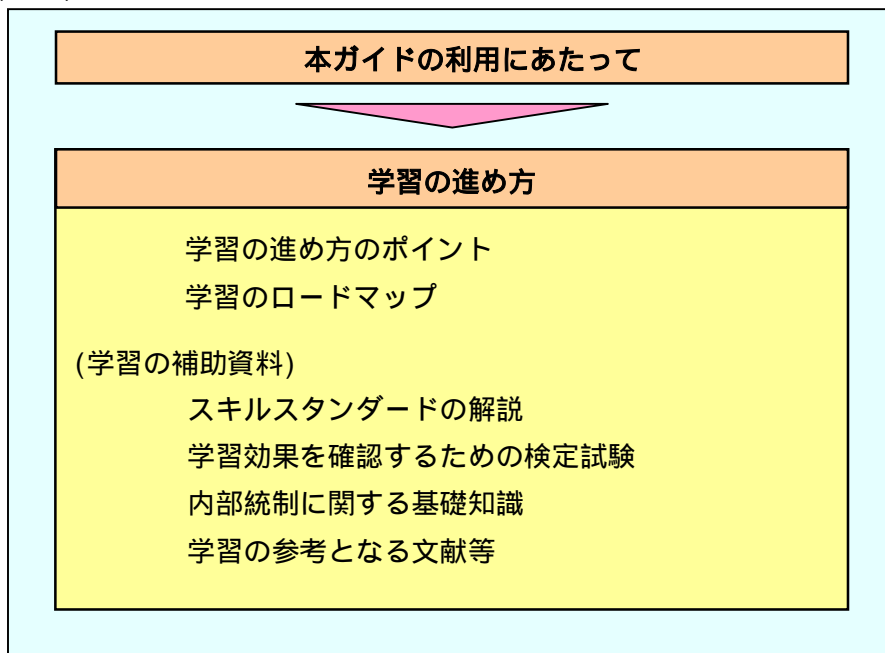 本ガイドの利用にあたって
学習の進め方
学習の進め方のポイント
学習のロードマップ
(学習の補助資料)
スキルスタンダードの解説
学習効果を確認するための検定試験
内部統制に関する基礎知識
学習の参考となる文献等